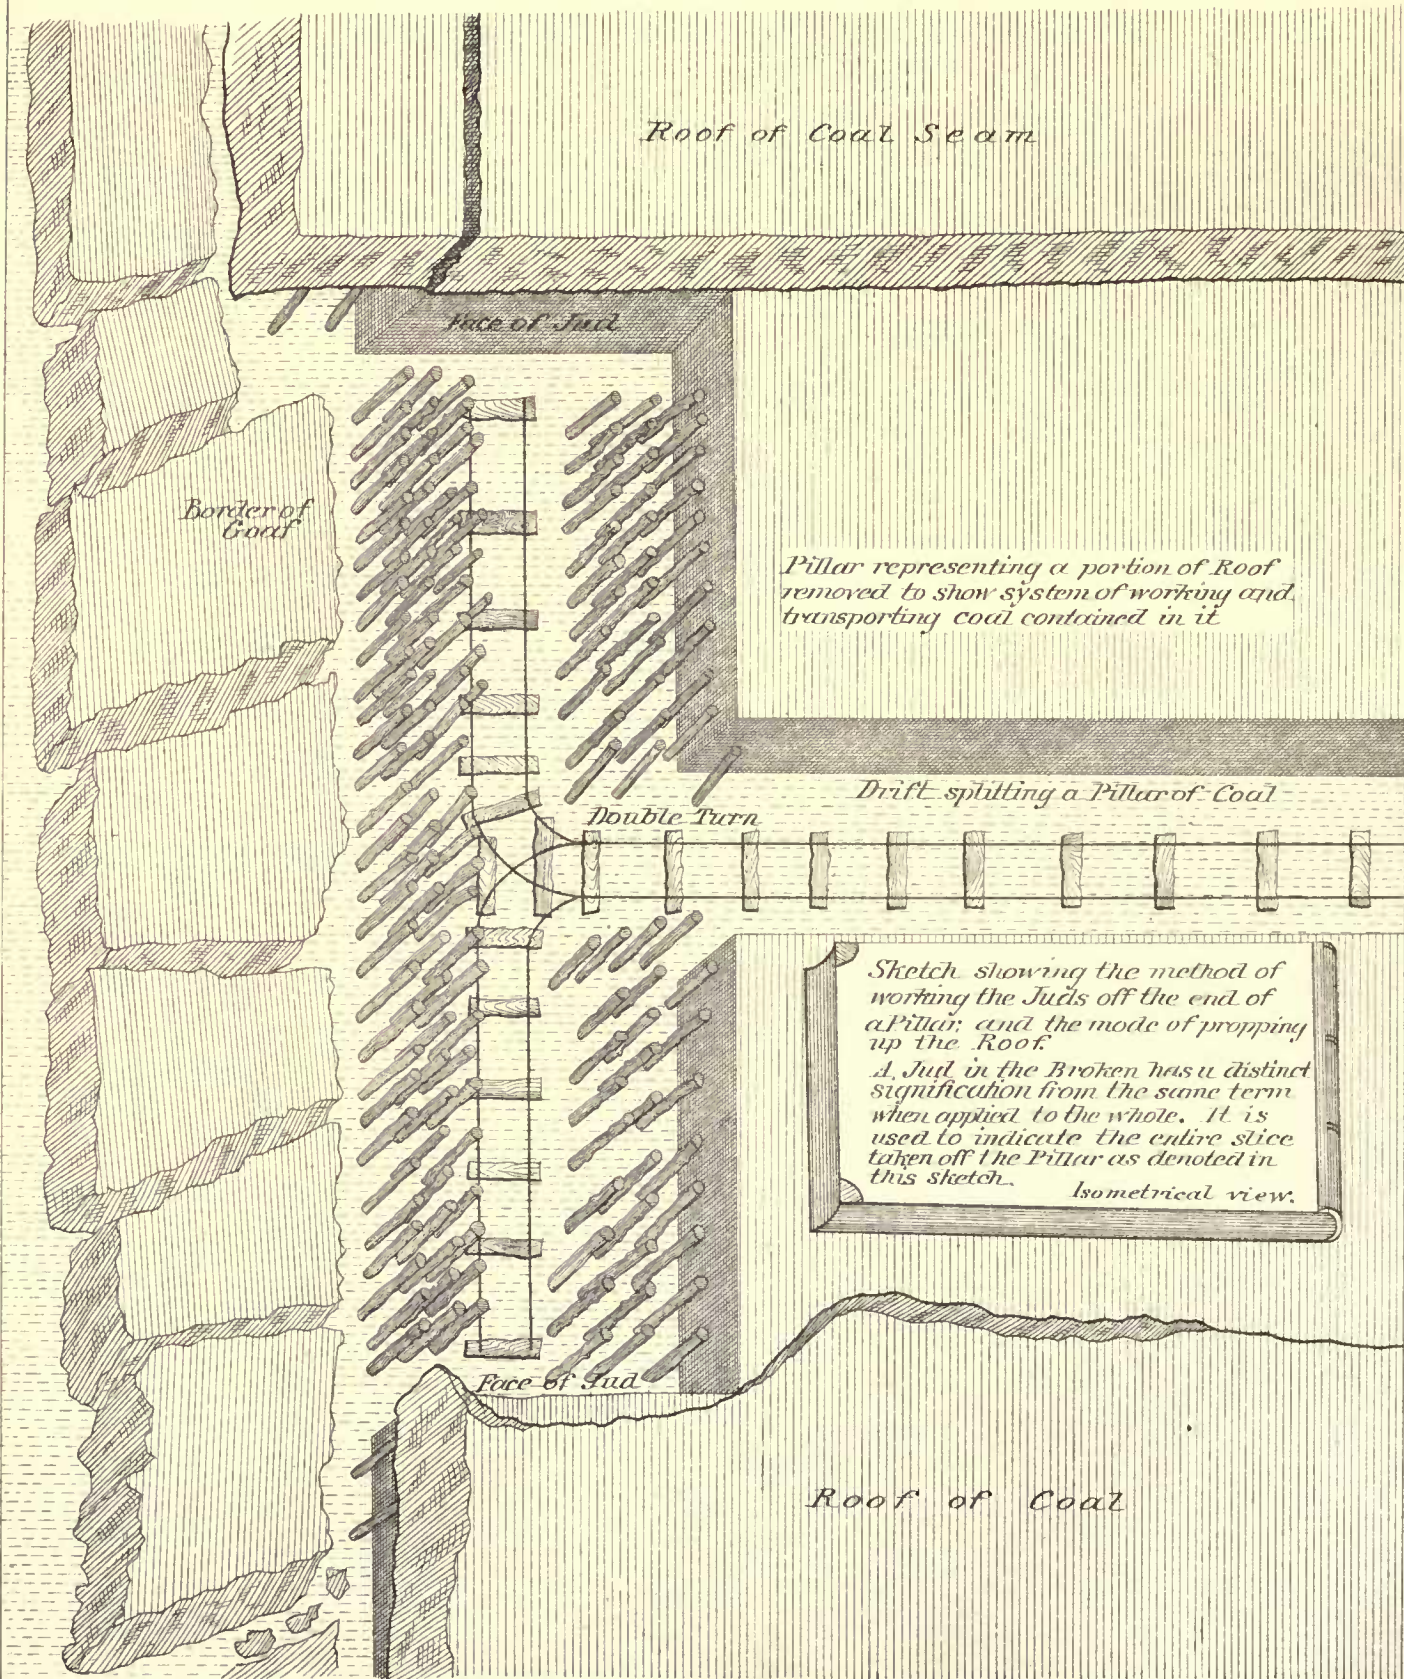 Roof of Coal Seam
Face of Jud
Border of
Goaf
Pillar representing a portion of Roof
removed to show system of working and
transporting coal contained in it
Drift splitting a Pillar of Coal
Double Turn
Sketch showing the method of
working the Juds off the end of
a Pillar; and the mode of propping
up the Roof.
A Jud in the Broken has a distinct
signification from the same term
when applied to the whole. It is
used to indicate the entire slice
taken off the Pillar as denoted in
this sketch.
Isometrical view.
Face of Jud
Roof of Coal